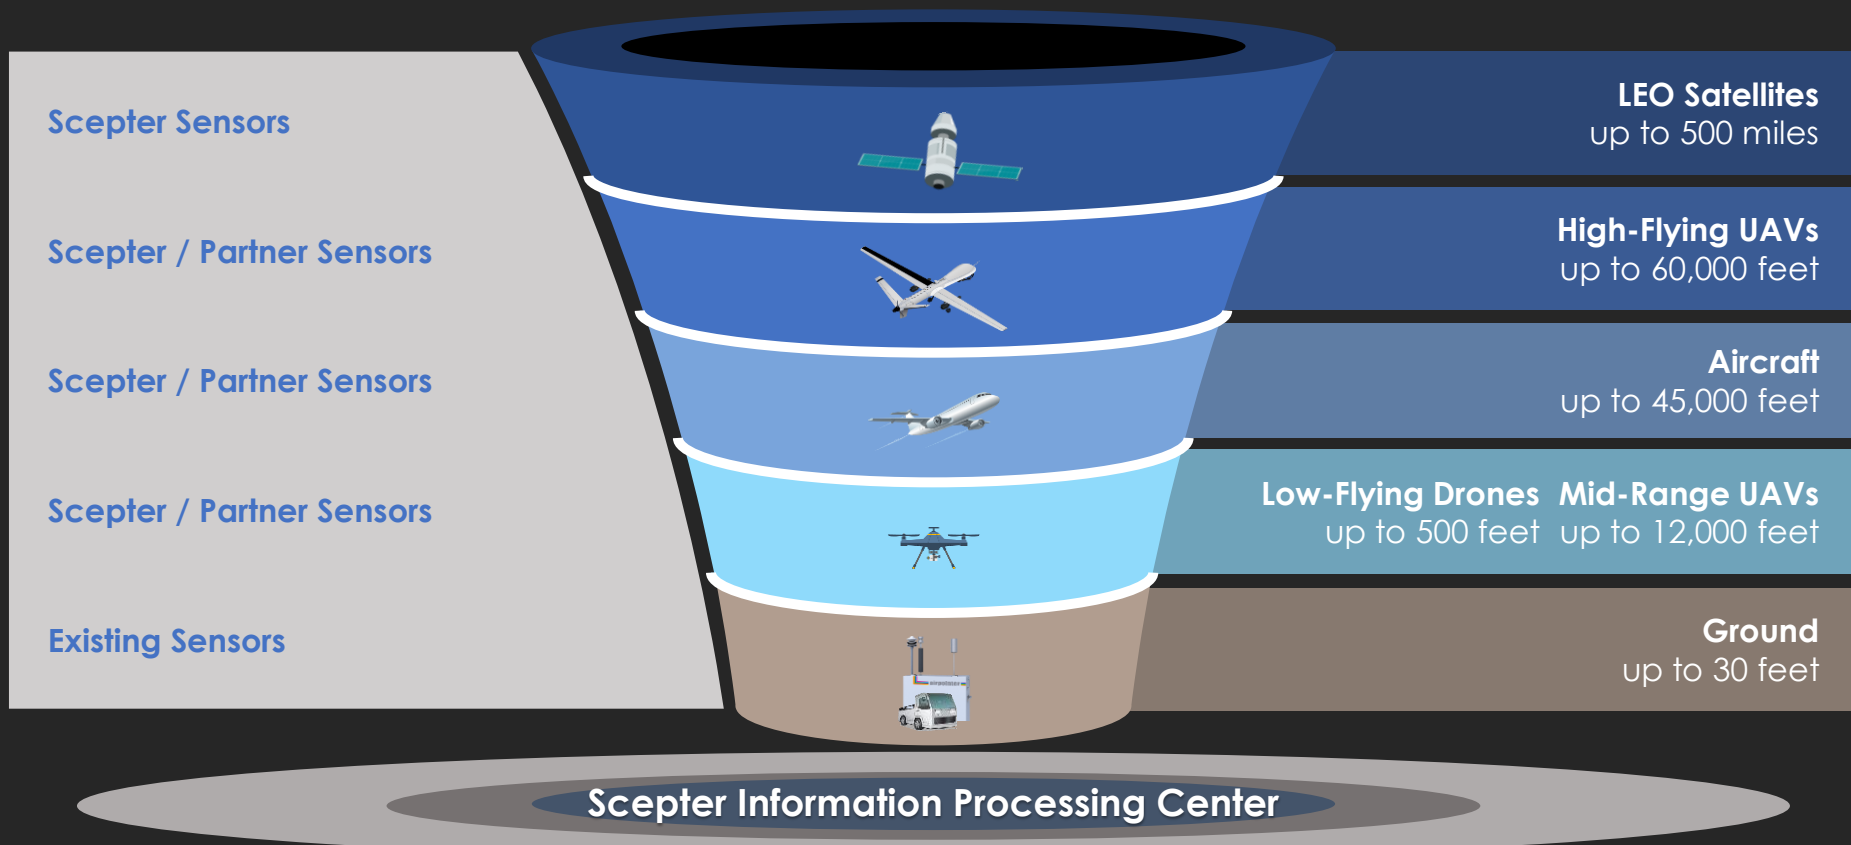 Scepter Sensors
LEO Satellites
up to 500 miles
Scepter / Partner Sensors
High-Flying UAVs
up to 60,000 feet
Scepter / Partner Sensors
Aircraft
up to 45,000 feet
Scepter / Partner Sensors
Low-Flying Drones Mid-Range UAVs
up to 500 feet up to 12,000 feet
Existing Sensors
Ground
up to 30 feet
Scepter Information Processing Center